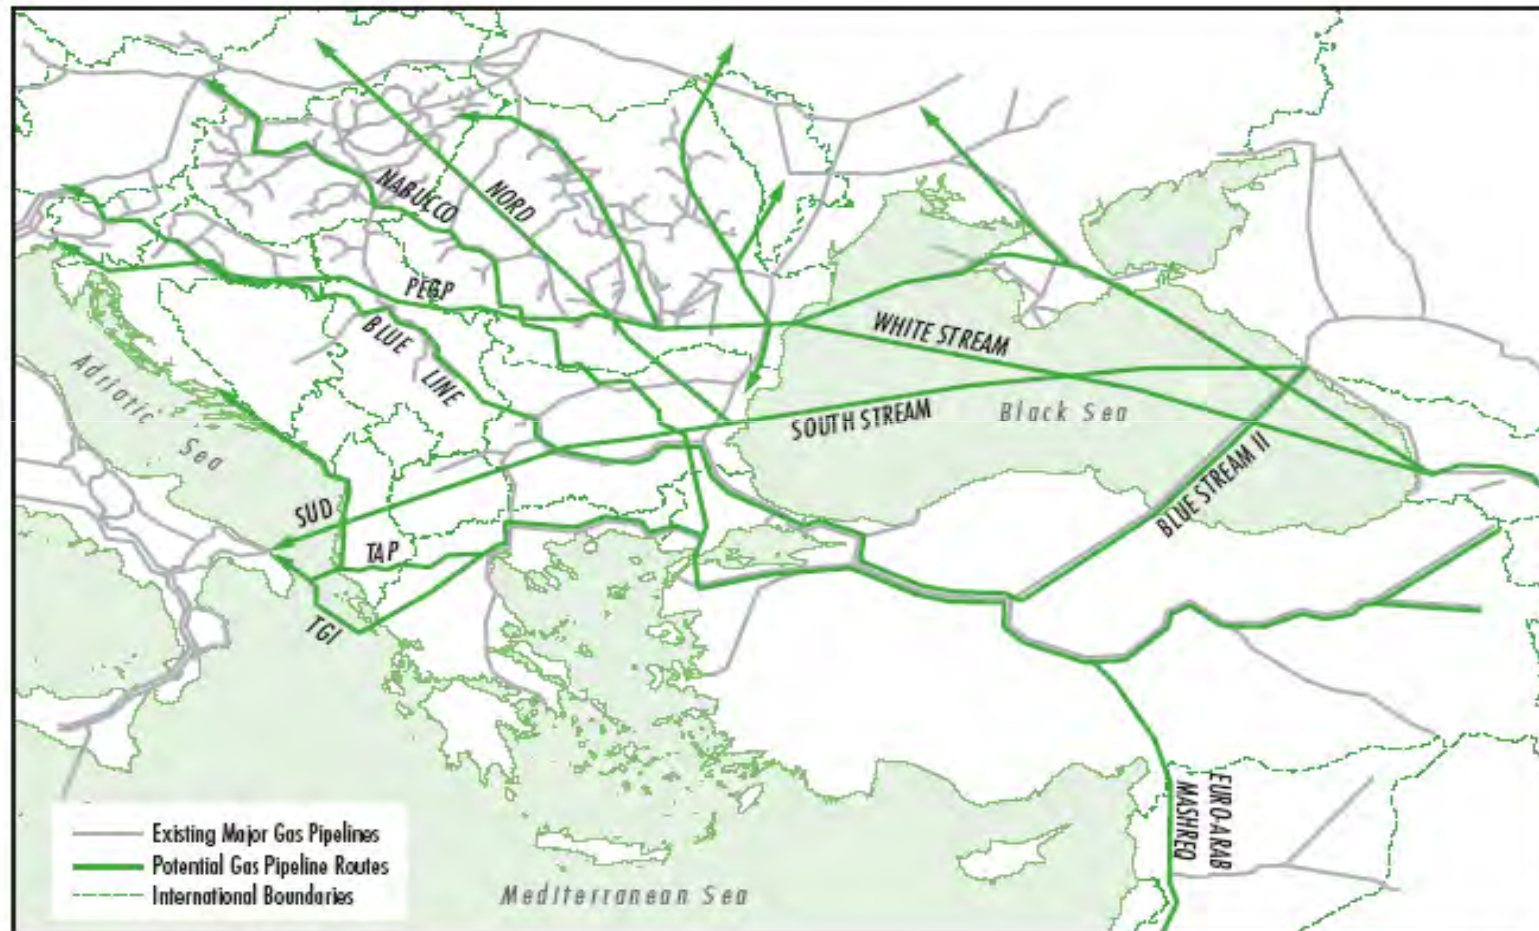 NABUCCO
NORD
PEGP
BLUE
LINE
WHITE STREAM
SOUTH STREAM
Black Sea
BLUE STREAM II
Adriatic
Sea
SUD
TAP
TGI
EURO-ARAB
MASHREQ
Existing Major Gas Pipelines
Potential Gas Pipeline Routes
International Boundaries
Mediterranean Sea